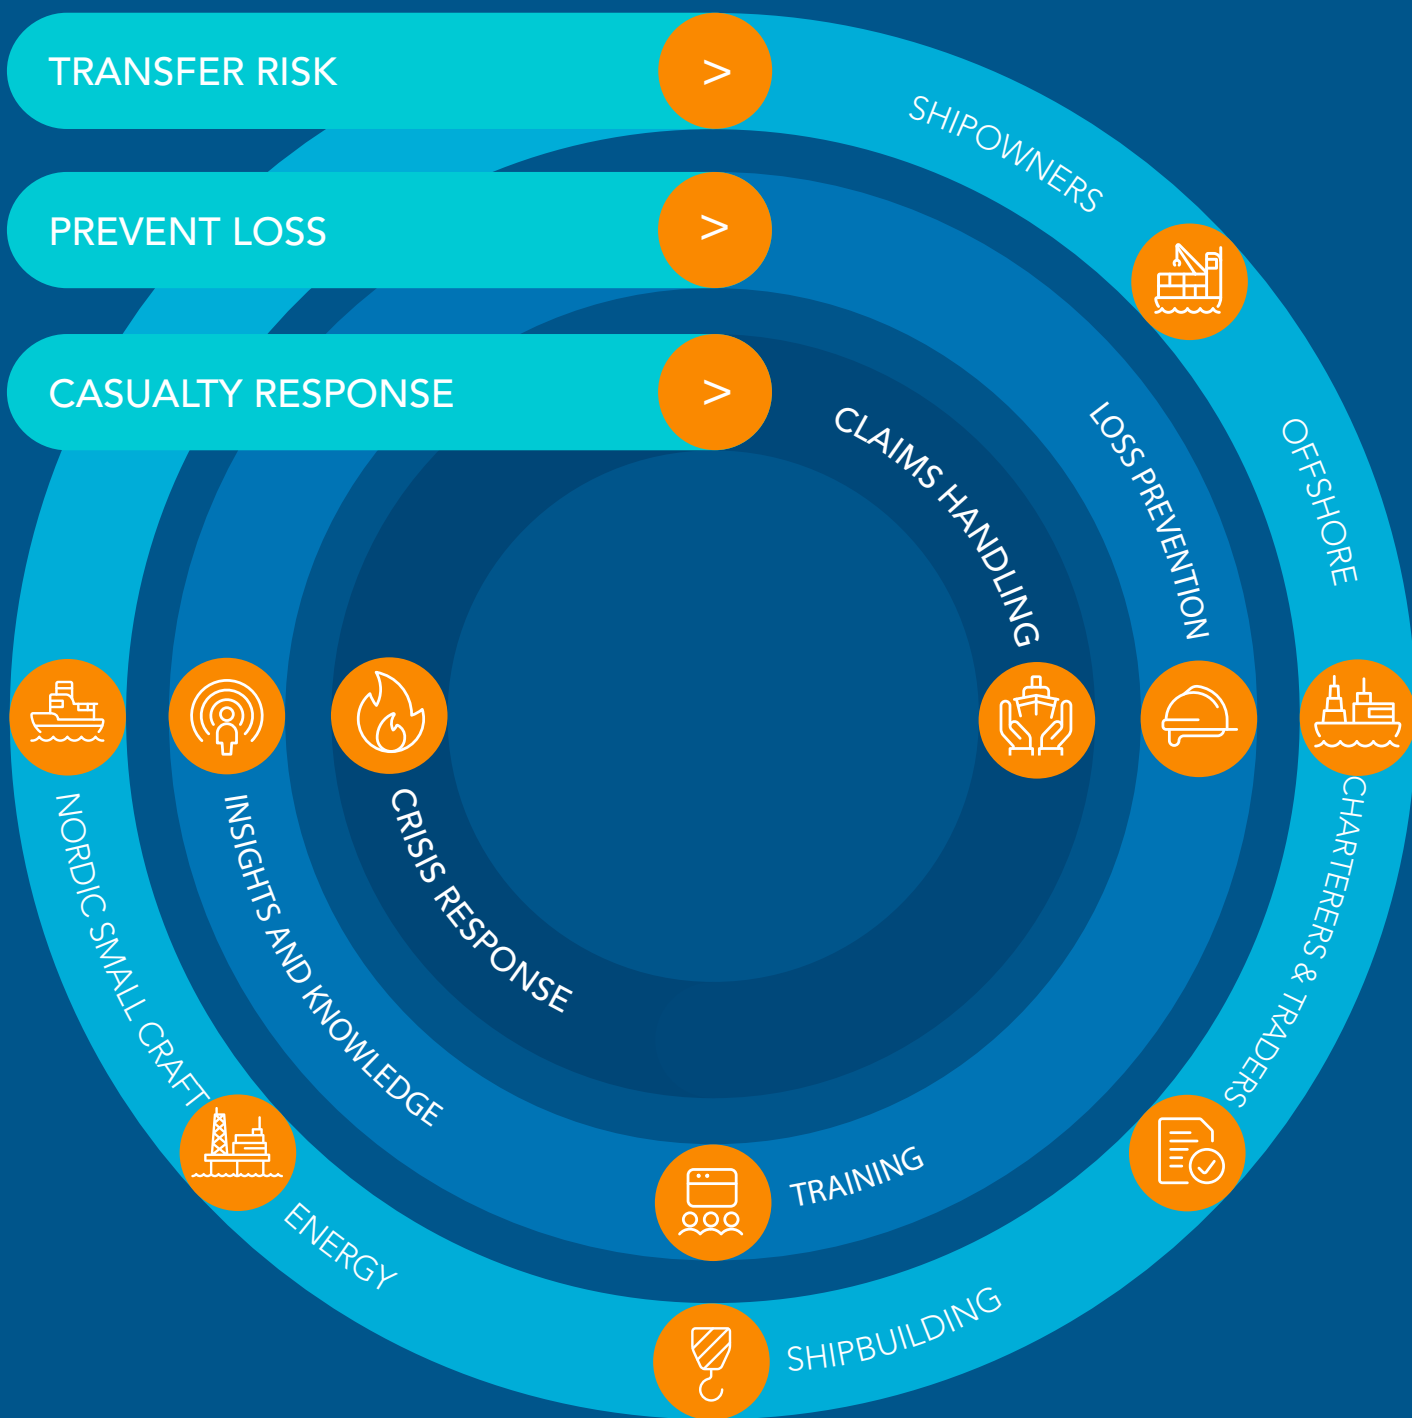 TRANSFER RISK
>
SHIPOWNERS
PREVENT LOSS
>
CASUALTY RESPONSE
>
CLAIMS HANDLING
LOSS PREVENTION
OFFSHORE
CHARTERERS & TRADERS
NORDIC SMALL CRAFT
INSIGHTS AND KNOWLEDGE
CRISIS RESPONSE
TRAINING
ENERGY
SHIPBUILDING